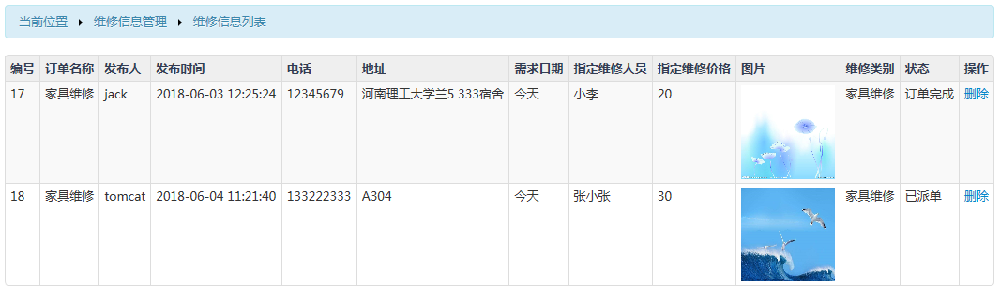 当前位置 维修信息管理 维修信息列表
编号 订单名称 发布人 发布时间 电话 地址 需求日期 指定维修人员 指定维修价格 图片 维修类别 状态 操作
17 家具维修 jack 2018-06-03 12:25:24 12345679 河南理工大学兰5 333宿舍 今天 小李 20 家具维修 订单完成 删除
18 家具维修 tomcat 2018-06-04 11:21:40 133222333 A304 今天 张小张 30 家具维修 已派单 删除